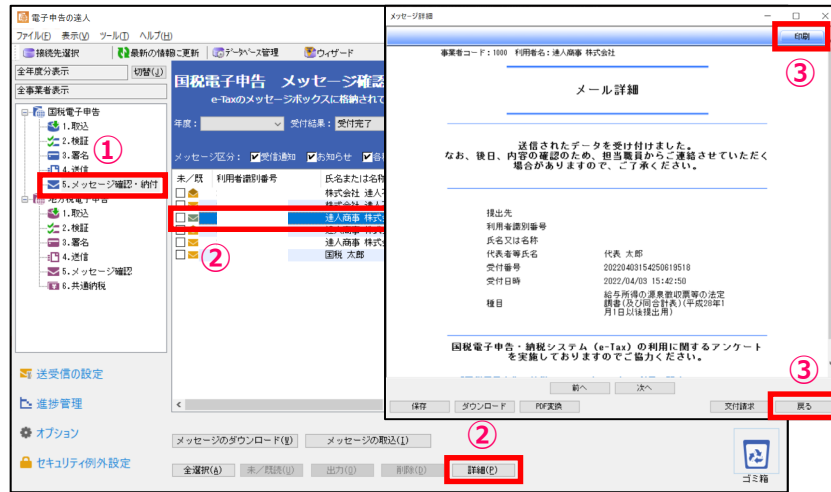 電子申告の達人
ファイル(F) 表示(V) ツール(T) ヘルプ(H)
接続先選択 最新の情報に更新 データベース管理 ウィザード
全年度分表示 切替(J)
全事業者表示
国税電子申告
1.取込
2.検証
①
3.署名
4.送信
5.メッセージ確認・納付
地方税電子申告
1.取込
2.検証
3.署名
4.送信
5.メッセージ確認
6.共通納税
送受信の設定
進捗管理
オプション
セキュリティ例外設定
国税電子申告 メッセージ確認
e-Taxのメッセージボックスに格納されて
年度: 受付結果: 受付完了
メッセージ区分: 受信通知 お知らせ
未/既 利用者識別番号 氏名または名称
株式会社 達人
株式会社 達人
達人商事 株式
②
達人商事 株式
国税 太郎
<
メッセージのダウンロード(W) メッセージの取込(I)
②
全選択(A) 未/既読(U) 出力(O) 削除(D) 詳細(P)
ゴミ箱
メッセージ詳細
印刷
③
事業者コード:1000 利用者名:達人商事 株式会社
メール詳細
送信されたデータを受け付けました。
なお、後日、内容の確認のため、担当職員からご連絡させていただく
場合がありますので、ご了承ください。
提出先
利用者識別番号
氏名又は名称
代表者等氏名 代表 太郎
受付番号 20220403154250619518
受付日時 2022/04/03 15:42:50
種目 給与所得の源泉徴収票等の法定
調書(及び同合計表)(平成28年1
月1日以後提出用)
国税電子申告・納税システム(e-Tax)の利用に関するアンケート
を実施しておりますのでご協力ください。
③
前へ 次へ
保存 ダウンロード PDF変換 交付請求 戻る